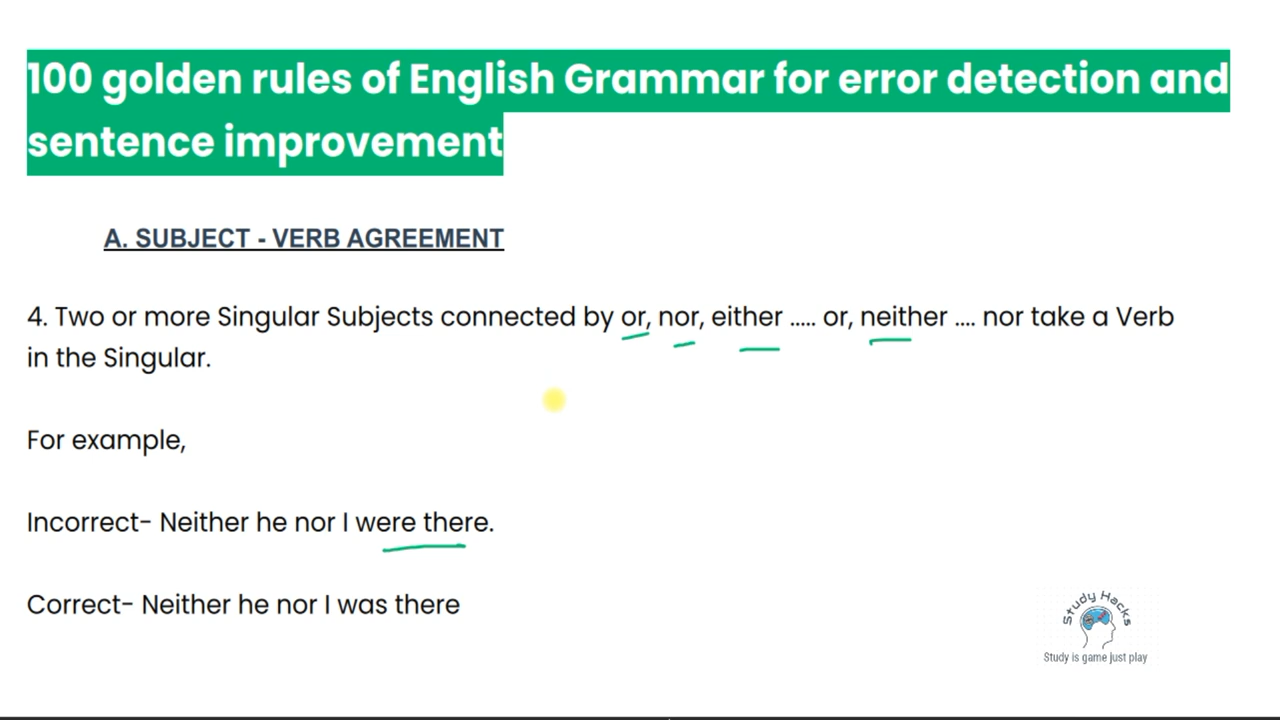 100 golden rules of English Grammar for error detection and
sentence improvement
A. SUBJECT - VERB AGREEMENT
4. Two or more Singular Subjects connected by or, nor, either ..... or, neither .... nor take a Verb
in the Singular.
For example,
Incorrect- Neither he nor I were there.
Correct- Neither he nor I was there
Study Hacks
Study is game just play